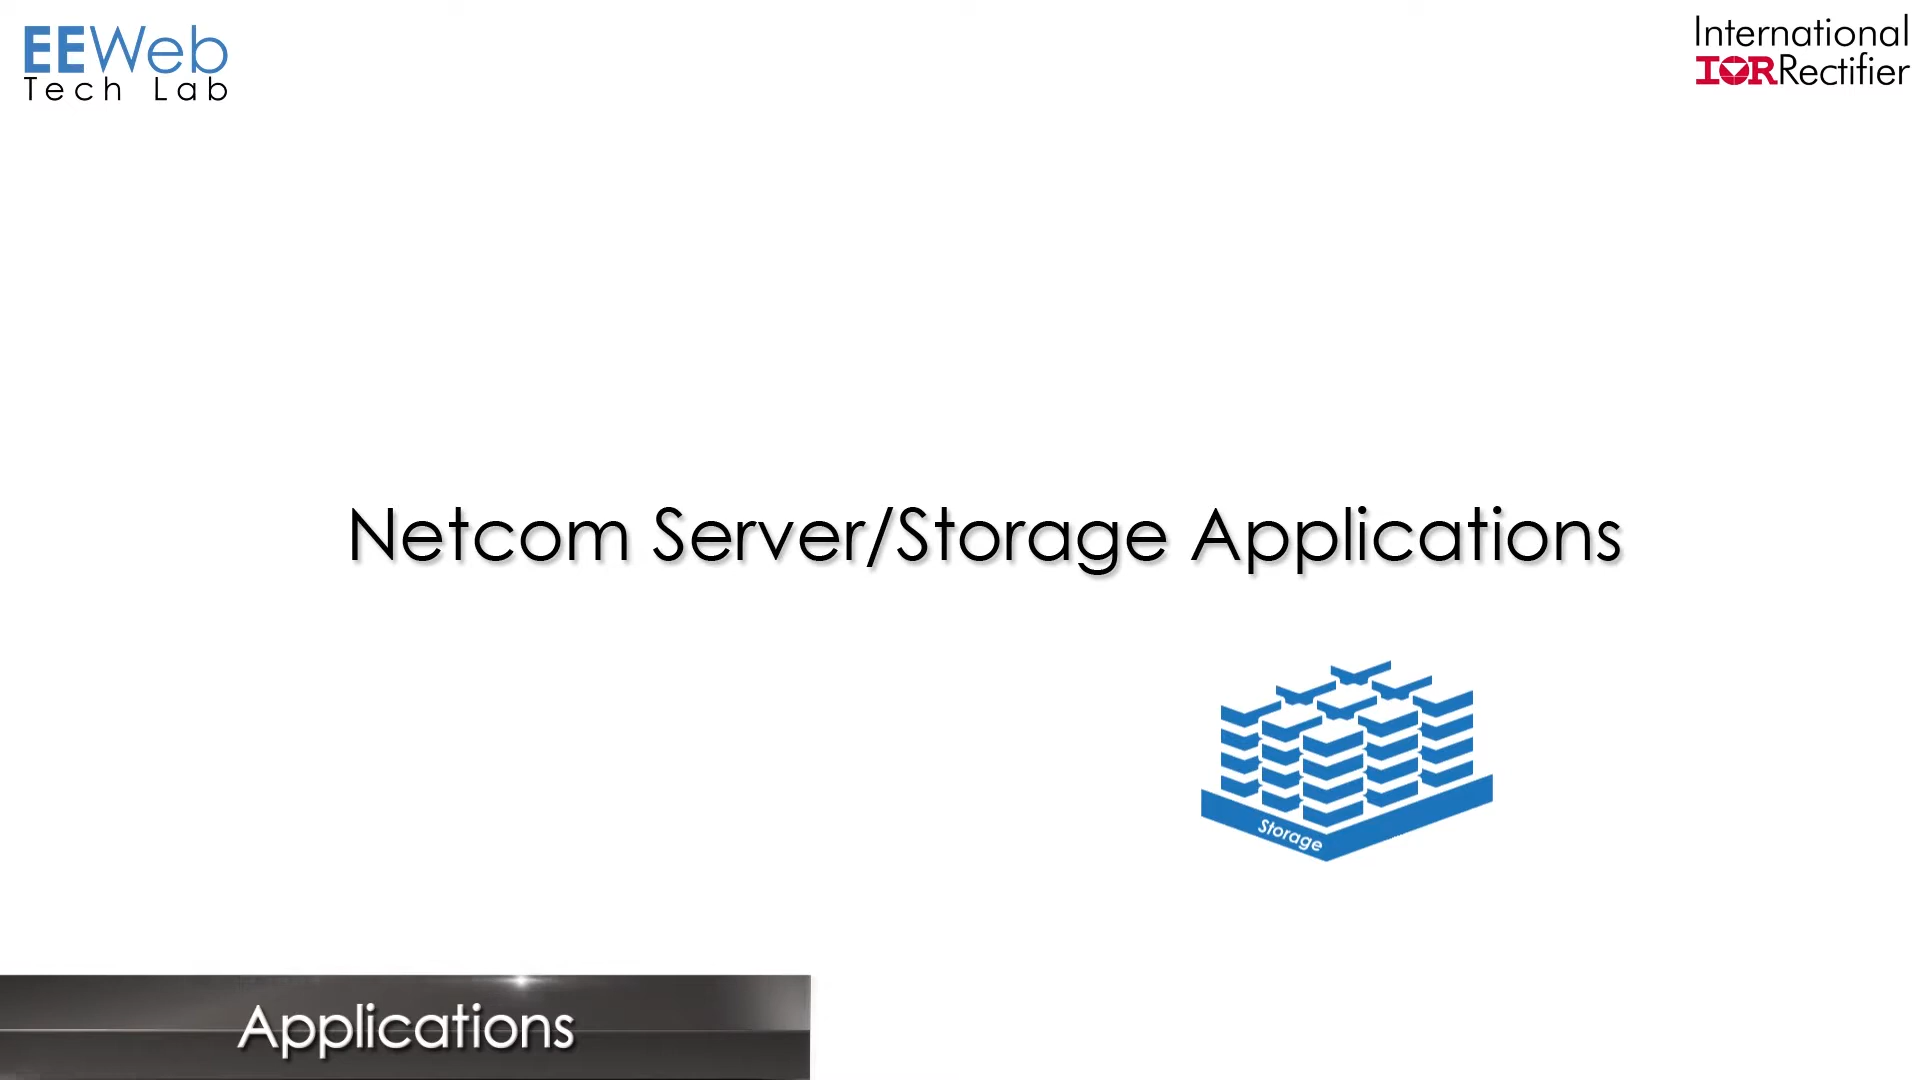 EEWeb
Tech Lab
International
IOR Rectifier
Netcom Server/Storage Applications
Storage
Applications